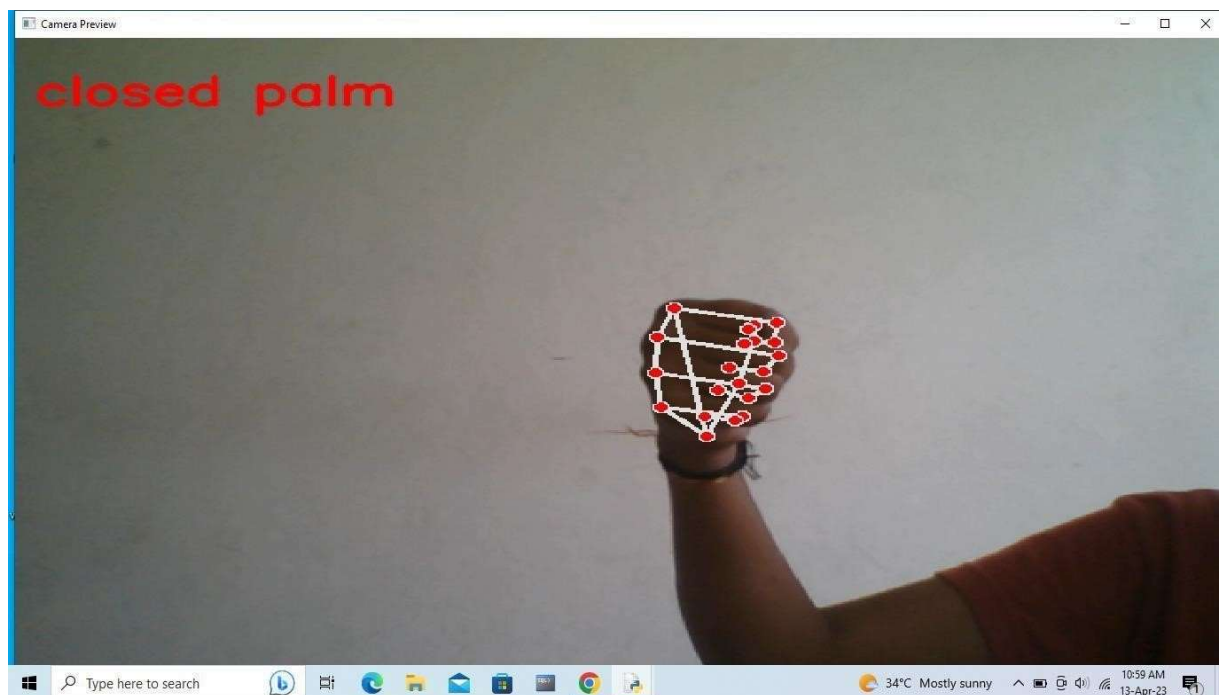 Camera Preview
closed palm
Type here to search
34°C Mostly sunny
10:59 AM
13-Apr-23